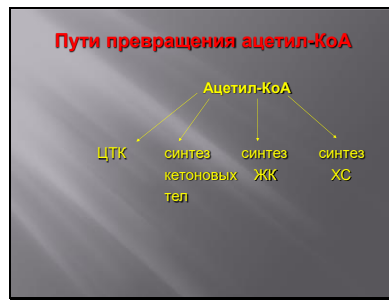 Пути превращения ацетил-КоА
Ацетил-КоА
ЦТК синтез синтез синтез
кетоновых ЖК ХС
тел